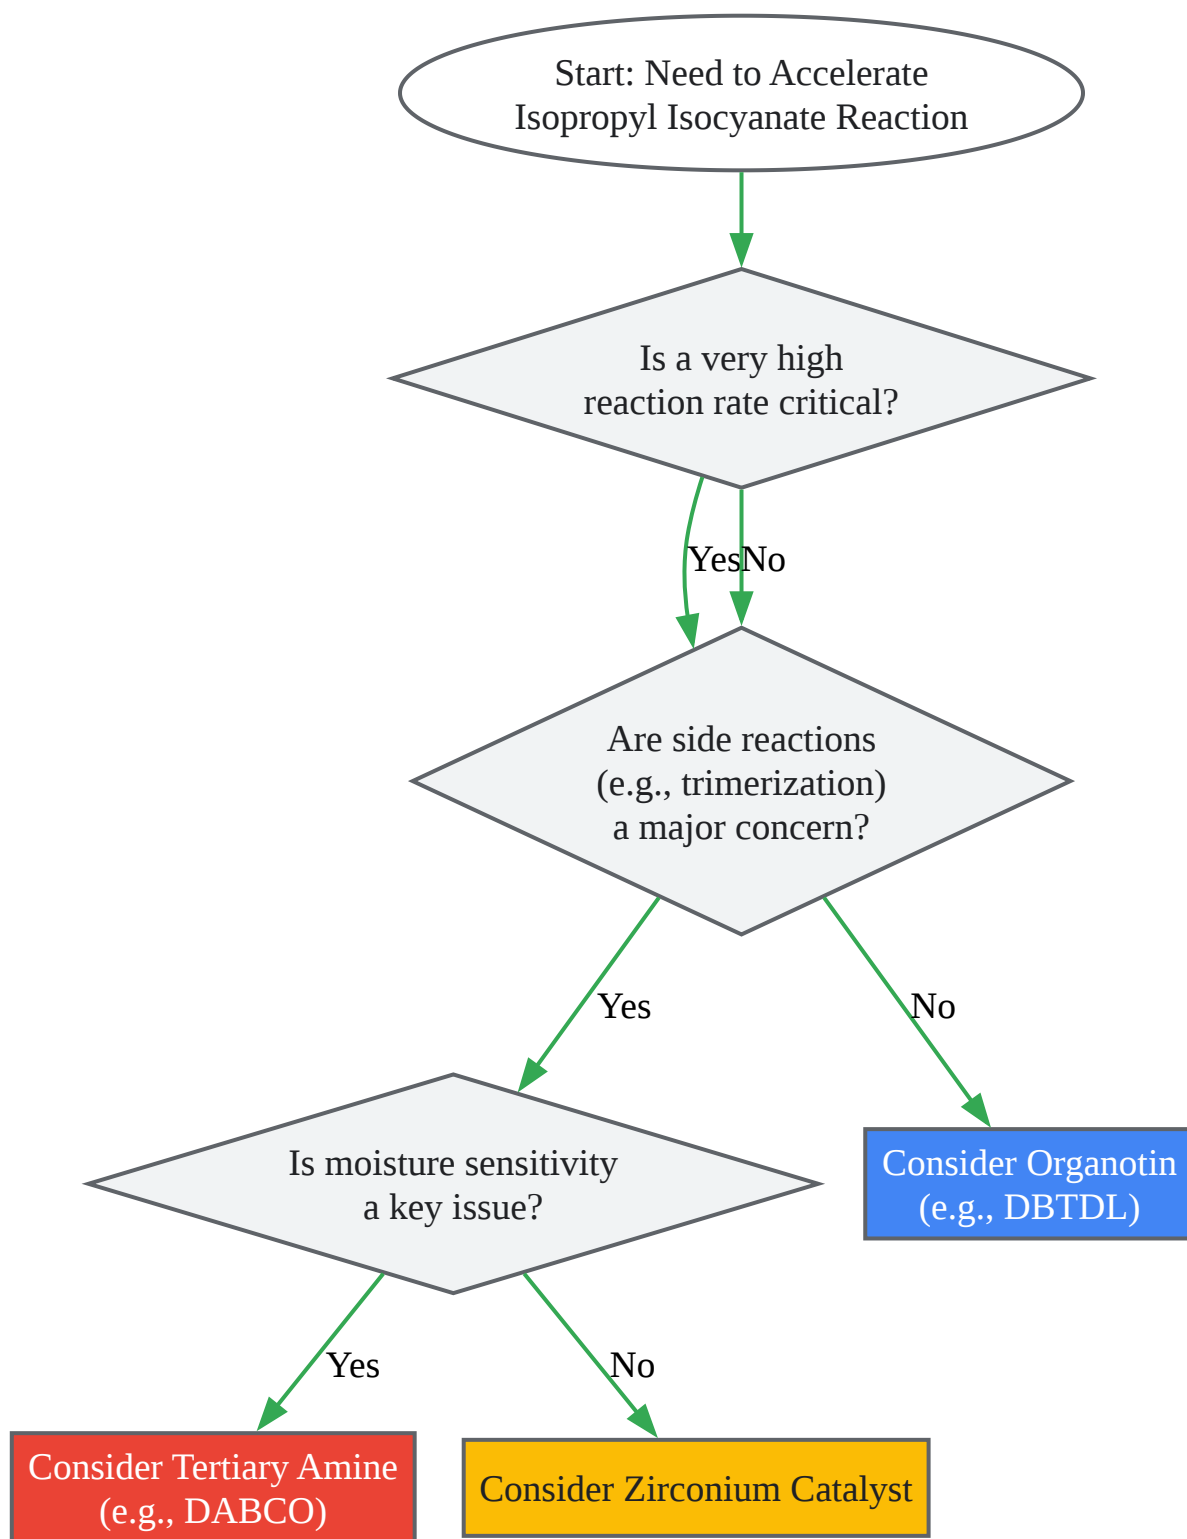 Start: Need to Accelerate
Isopropyl Isocyanate Reaction
Is a very high
reaction rate critical?
Yes
No
Are side reactions
(e.g., trimerization)
a major concern?
Yes
No
Is moisture sensitivity
a key issue?
Consider Organotin
(e.g., DBTDL)
Yes
No
Consider Tertiary Amine
(e.g., DABCO)
Consider Zirconium Catalyst